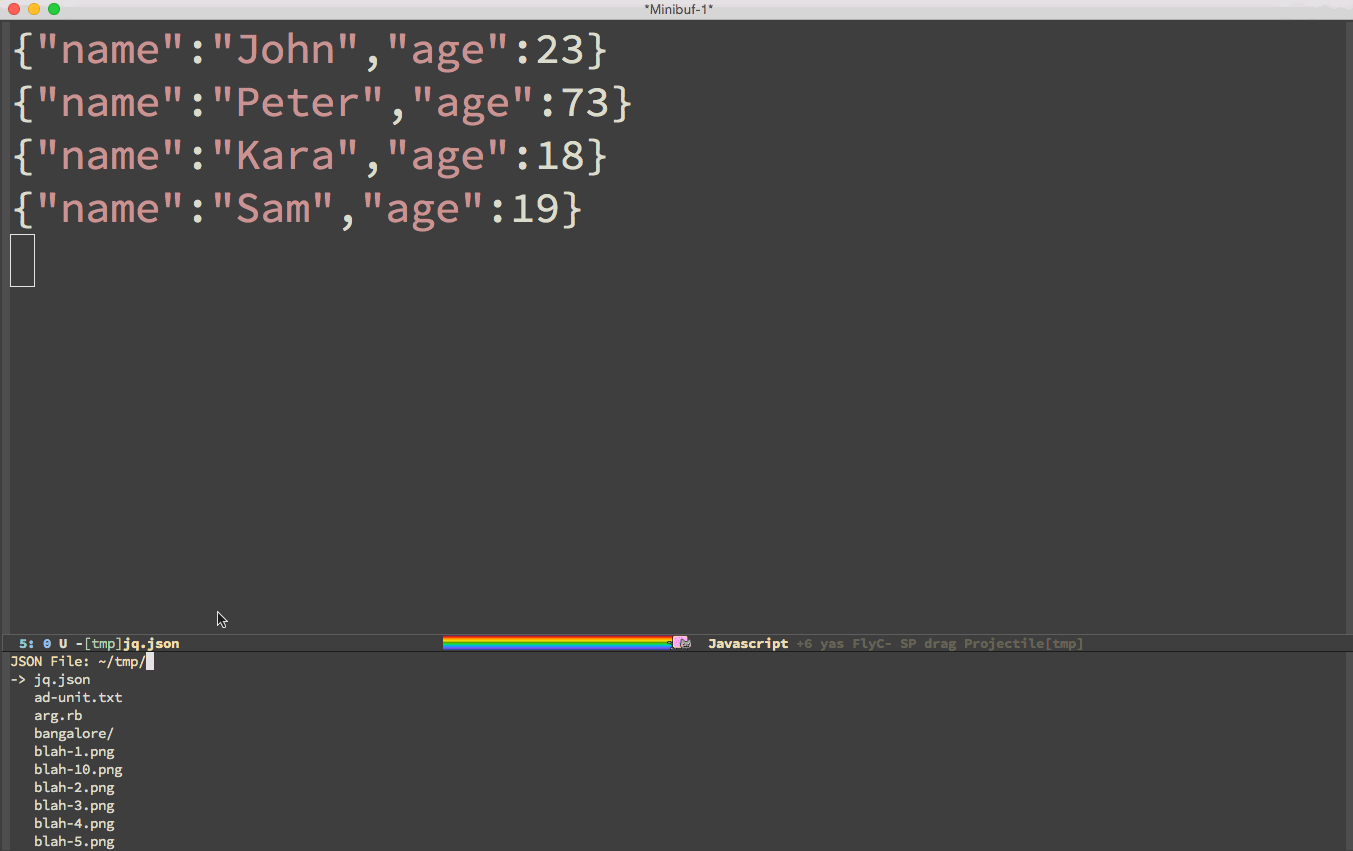 *Minibuf-1*
{"name":"John","age":23}
{"name":"Peter","age":73}
{"name":"Kara","age":18}
{"name":"Sam","age":19}
5: 0 U -[tmp]jq.json Javascript +6 yas FlyC- SP drag Projectile[tmp]
JSON File: ~/tmp/
-> jq.json
ad-unit.txt
arg.rb
bangalore/
blah-1.png
blah-10.png
blah-2.png
blah-3.png
blah-4.png
blah-5.png